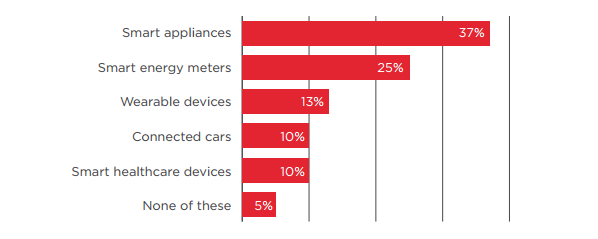 Smart appliances 37%
Smart energy meters 25%
Wearable devices 13%
Connected cars 10%
Smart healthcare devices 10%
None of these 5%